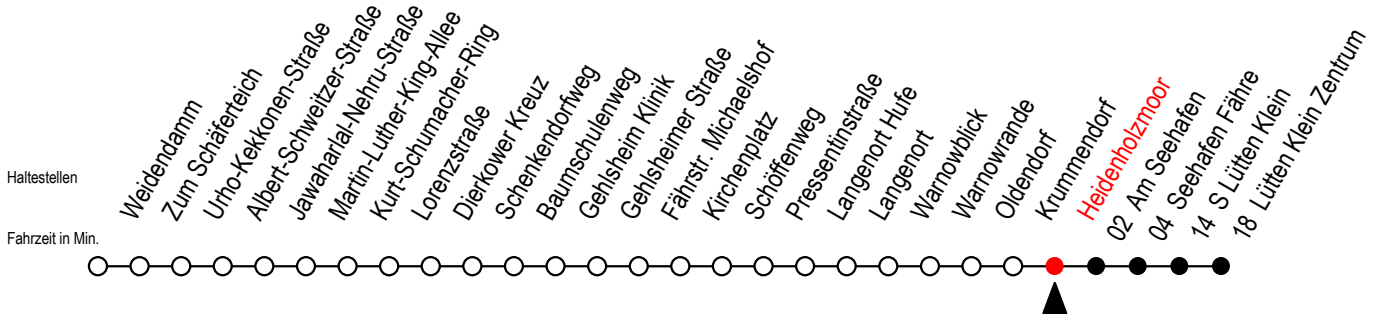 Haltestellen
Fahrzeit in Min.
Weidendamm
Zum Schäferteich
Urho-Kekkonen-Straße
Albert-Schweitzer-Straße
Jawaharlal-Nehru-Straße
Martin-Luther-King-Allee
Kurt-Schumacher-Ring
Lorenzstraße
Dierkower Kreuz
Schenkendorfweg
Baumschulenweg
Gehlsheim Klinik
Gehlsheimer Straße
Fährstr. Michaelshof
Kirchenplatz
Schöffenweg
Pressentinstraße
Langenort Hufe
Langenort
Warnowblick
Warnowrande
Oldendorf
Krummendorf
Heidenholzmoor
02 Am Seehafen
04 Seehafen Fähre
14 S Lütten Klein
18 Lütten Klein Zentrum